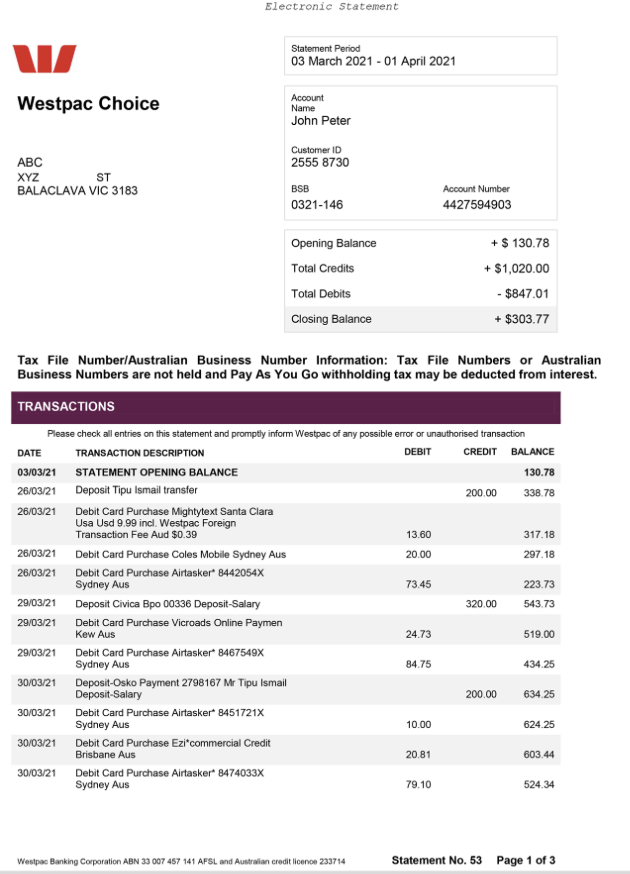 Electronic Statement
Statement Period
03 March 2021 - 01 April 2021
Westpac Choice
Account
Name
John Peter
Customer ID
2555 8730
ABC
XYZ ST
BALACLAVA VIC 3183
BSB Account Number
0321-146 4427594903
Opening Balance + $ 130.78
Total Credits + $1,020.00
Total Debits - $847.01
Closing Balance + $303.77
Tax File Number/Australian Business Number Information: Tax File Numbers or Australian
Business Numbers are not held and Pay As You Go withholding tax may be deducted from interest.
TRANSACTIONS
Please check all entries on this statement and promptly inform Westpac of any possible error or unauthorised transaction
DATE TRANSACTION DESCRIPTION DEBIT CREDIT BALANCE
03/03/21 STATEMENT OPENING BALANCE 130.78
26/03/21 Deposit Tipu Ismail transfer 200.00 338.78
26/03/21 Debit Card Purchase Mightytext Santa Clara
Usa Usd 9.99 incl. Westpac Foreign
Transaction Fee Aud $0.39 13.60 317.18
26/03/21 Debit Card Purchase Coles Mobile Sydney Aus 20.00 297.18
26/03/21 Debit Card Purchase Airtasker* 8442054X
Sydney Aus 73.45 223.73
29/03/21 Deposit Civica Bpo 00336 Deposit-Salary 320.00 543.73
29/03/21 Debit Card Purchase Vicroads Online Paymen
Kew Aus 24.73 519.00
29/03/21 Debit Card Purchase Airtasker* 8467549X
Sydney Aus 84.75 434.25
30/03/21 Deposit-Osko Payment 2798167 Mr Tipu Ismail
Deposit-Salary 200.00 634.25
30/03/21 Debit Card Purchase Airtasker* 8451721X
Sydney Aus 10.00 624.25
30/03/21 Debit Card Purchase Ezi*commercial Credit
Brisbane Aus 20.81 603.44
30/03/21 Debit Card Purchase Airtasker* 8474033X
Sydney Aus 79.10 524.34
Westpac Banking Corporation ABN 33 007 457 141 AFSL and Australian credit licence 233714 Statement No. 53 Page 1 of 3